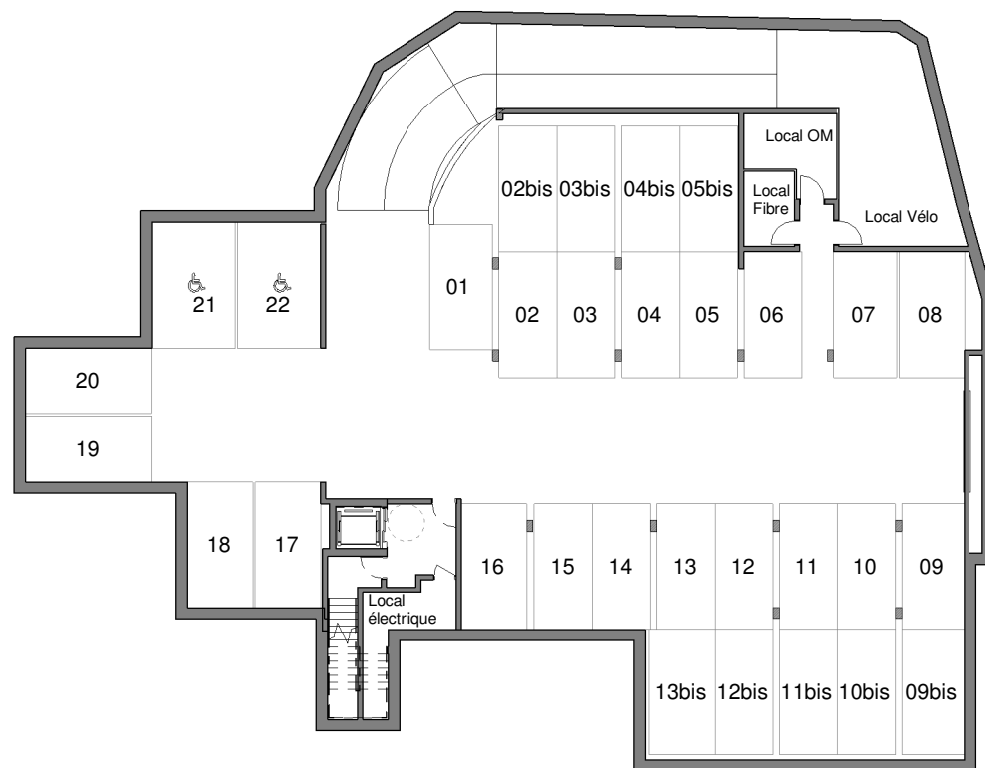 Local OM
02bis 03bis 04bis 05bis
Local
Fibre
Local Vélo
01
21 22
02 03 04 05 06 07 08
20
19
18 17
16 15 14 13 12 11 10 09
Local
électrique
13bis 12bis 11bis 10bis 09bis